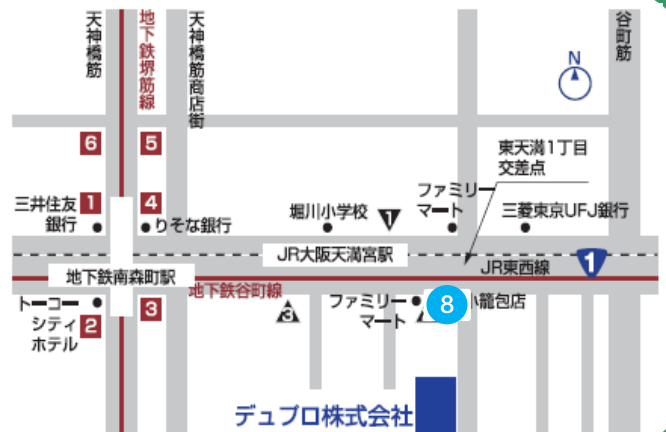 天神橋筋
地下鉄堺筋線
天神橋筋商店街
谷町筋
N
6
5
東天満1丁目
交差点
三井住友
銀行
1
4
りそな銀行
堀川小学校
1
ファミリー
マート
三菱東京UFJ銀行
JR大阪天満宮駅
JR東西線
1
地下鉄南森町駅
地下鉄谷町線
トーコー
シティ
ホテル
2
3
3
ファミリー
マート
8
小籠包店
デュプロ株式会社